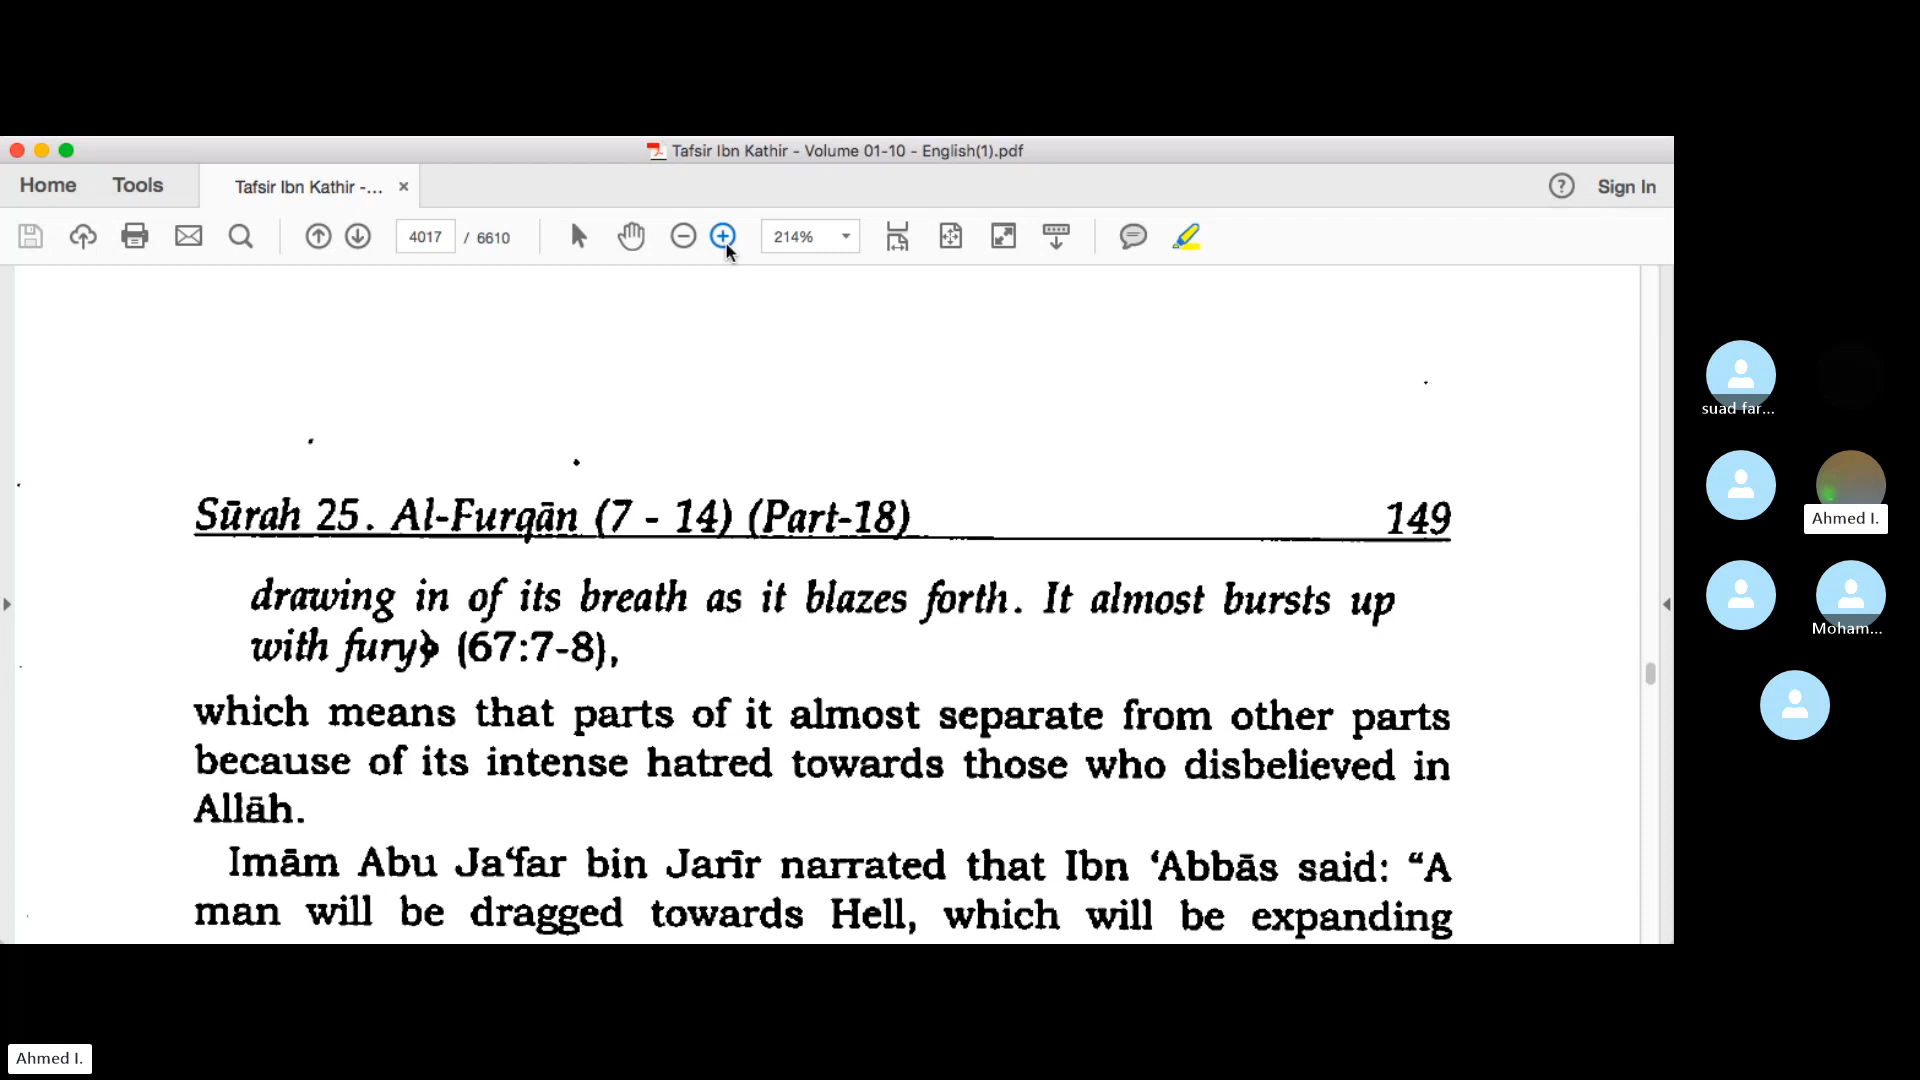 Tafsir Ibn Kathir - Volume 01-10 - English(1).pdf
Home
Tools
Tafsir Ibn Kathir -...
Sign In
4017 / 6610
214%
Sūrah 25. Al-Furqān (7 - 14) (Part-18) 149
drawing in of its breath as it blazes forth. It almost bursts up
with fury﴾ (67:7-8),
which means that parts of it almost separate from other parts
because of its intense hatred towards those who disbelieved in
Allāh.
Imām Abu Ja‘far bin Jarīr narrated that Ibn ‘Abbās said: “A
man will be dragged towards Hell, which will be expanding
suad far...
Ahmed I.
Moham...
Ahmed I.